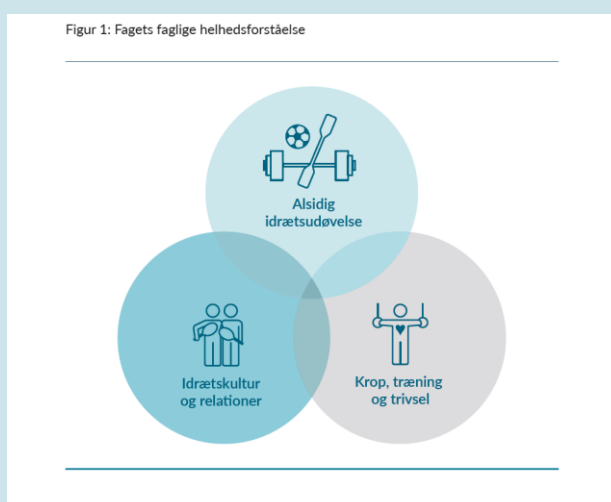 Figur 1: Fagets faglige helhedsforståelse
Alsidig
idrætsudøvelse
Idrætskultur
og relationer
Krop, træning
og trivsel